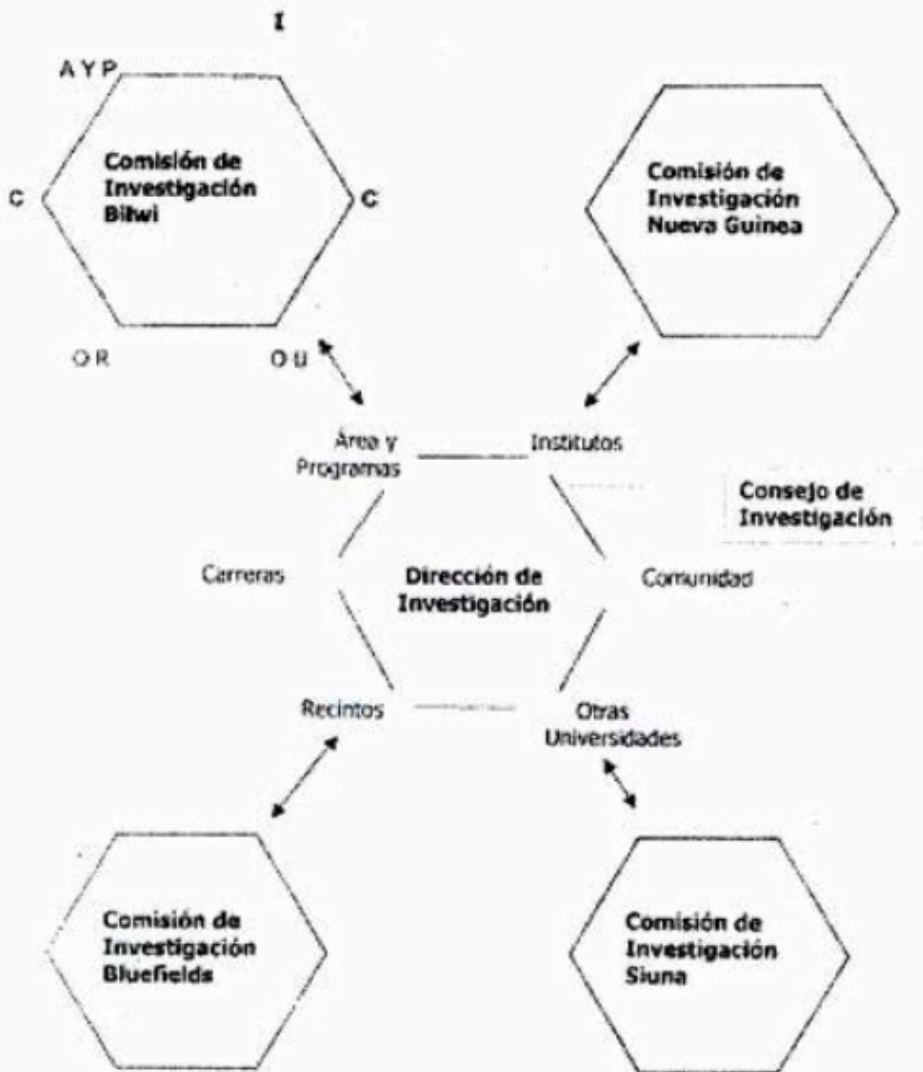 I
A Y P
Comisión de
Investigación
Bilwi
C
C
O R
O U
Comisión de
Investigación
Nueva Guinea
Área y
Programas
Institutos
Consejo de
Investigación
Carreras
Dirección de
Investigación
Comunidad
Recintos
Otras
Universidades
Comisión de
Investigación
Bluefields
Comisión de
Investigación
Siuna